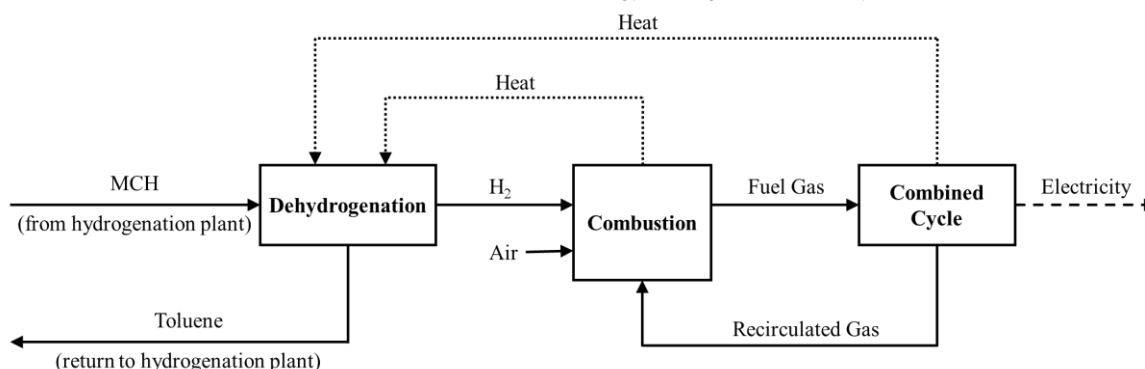 Heat
Heat
MCH
(from hydrogenation plant)
Dehydrogenation
H₂
Air
Combustion
Fuel Gas
Combined
Cycle
Electricity
Toluene
(return to hydrogenation plant)
Recirculated Gas